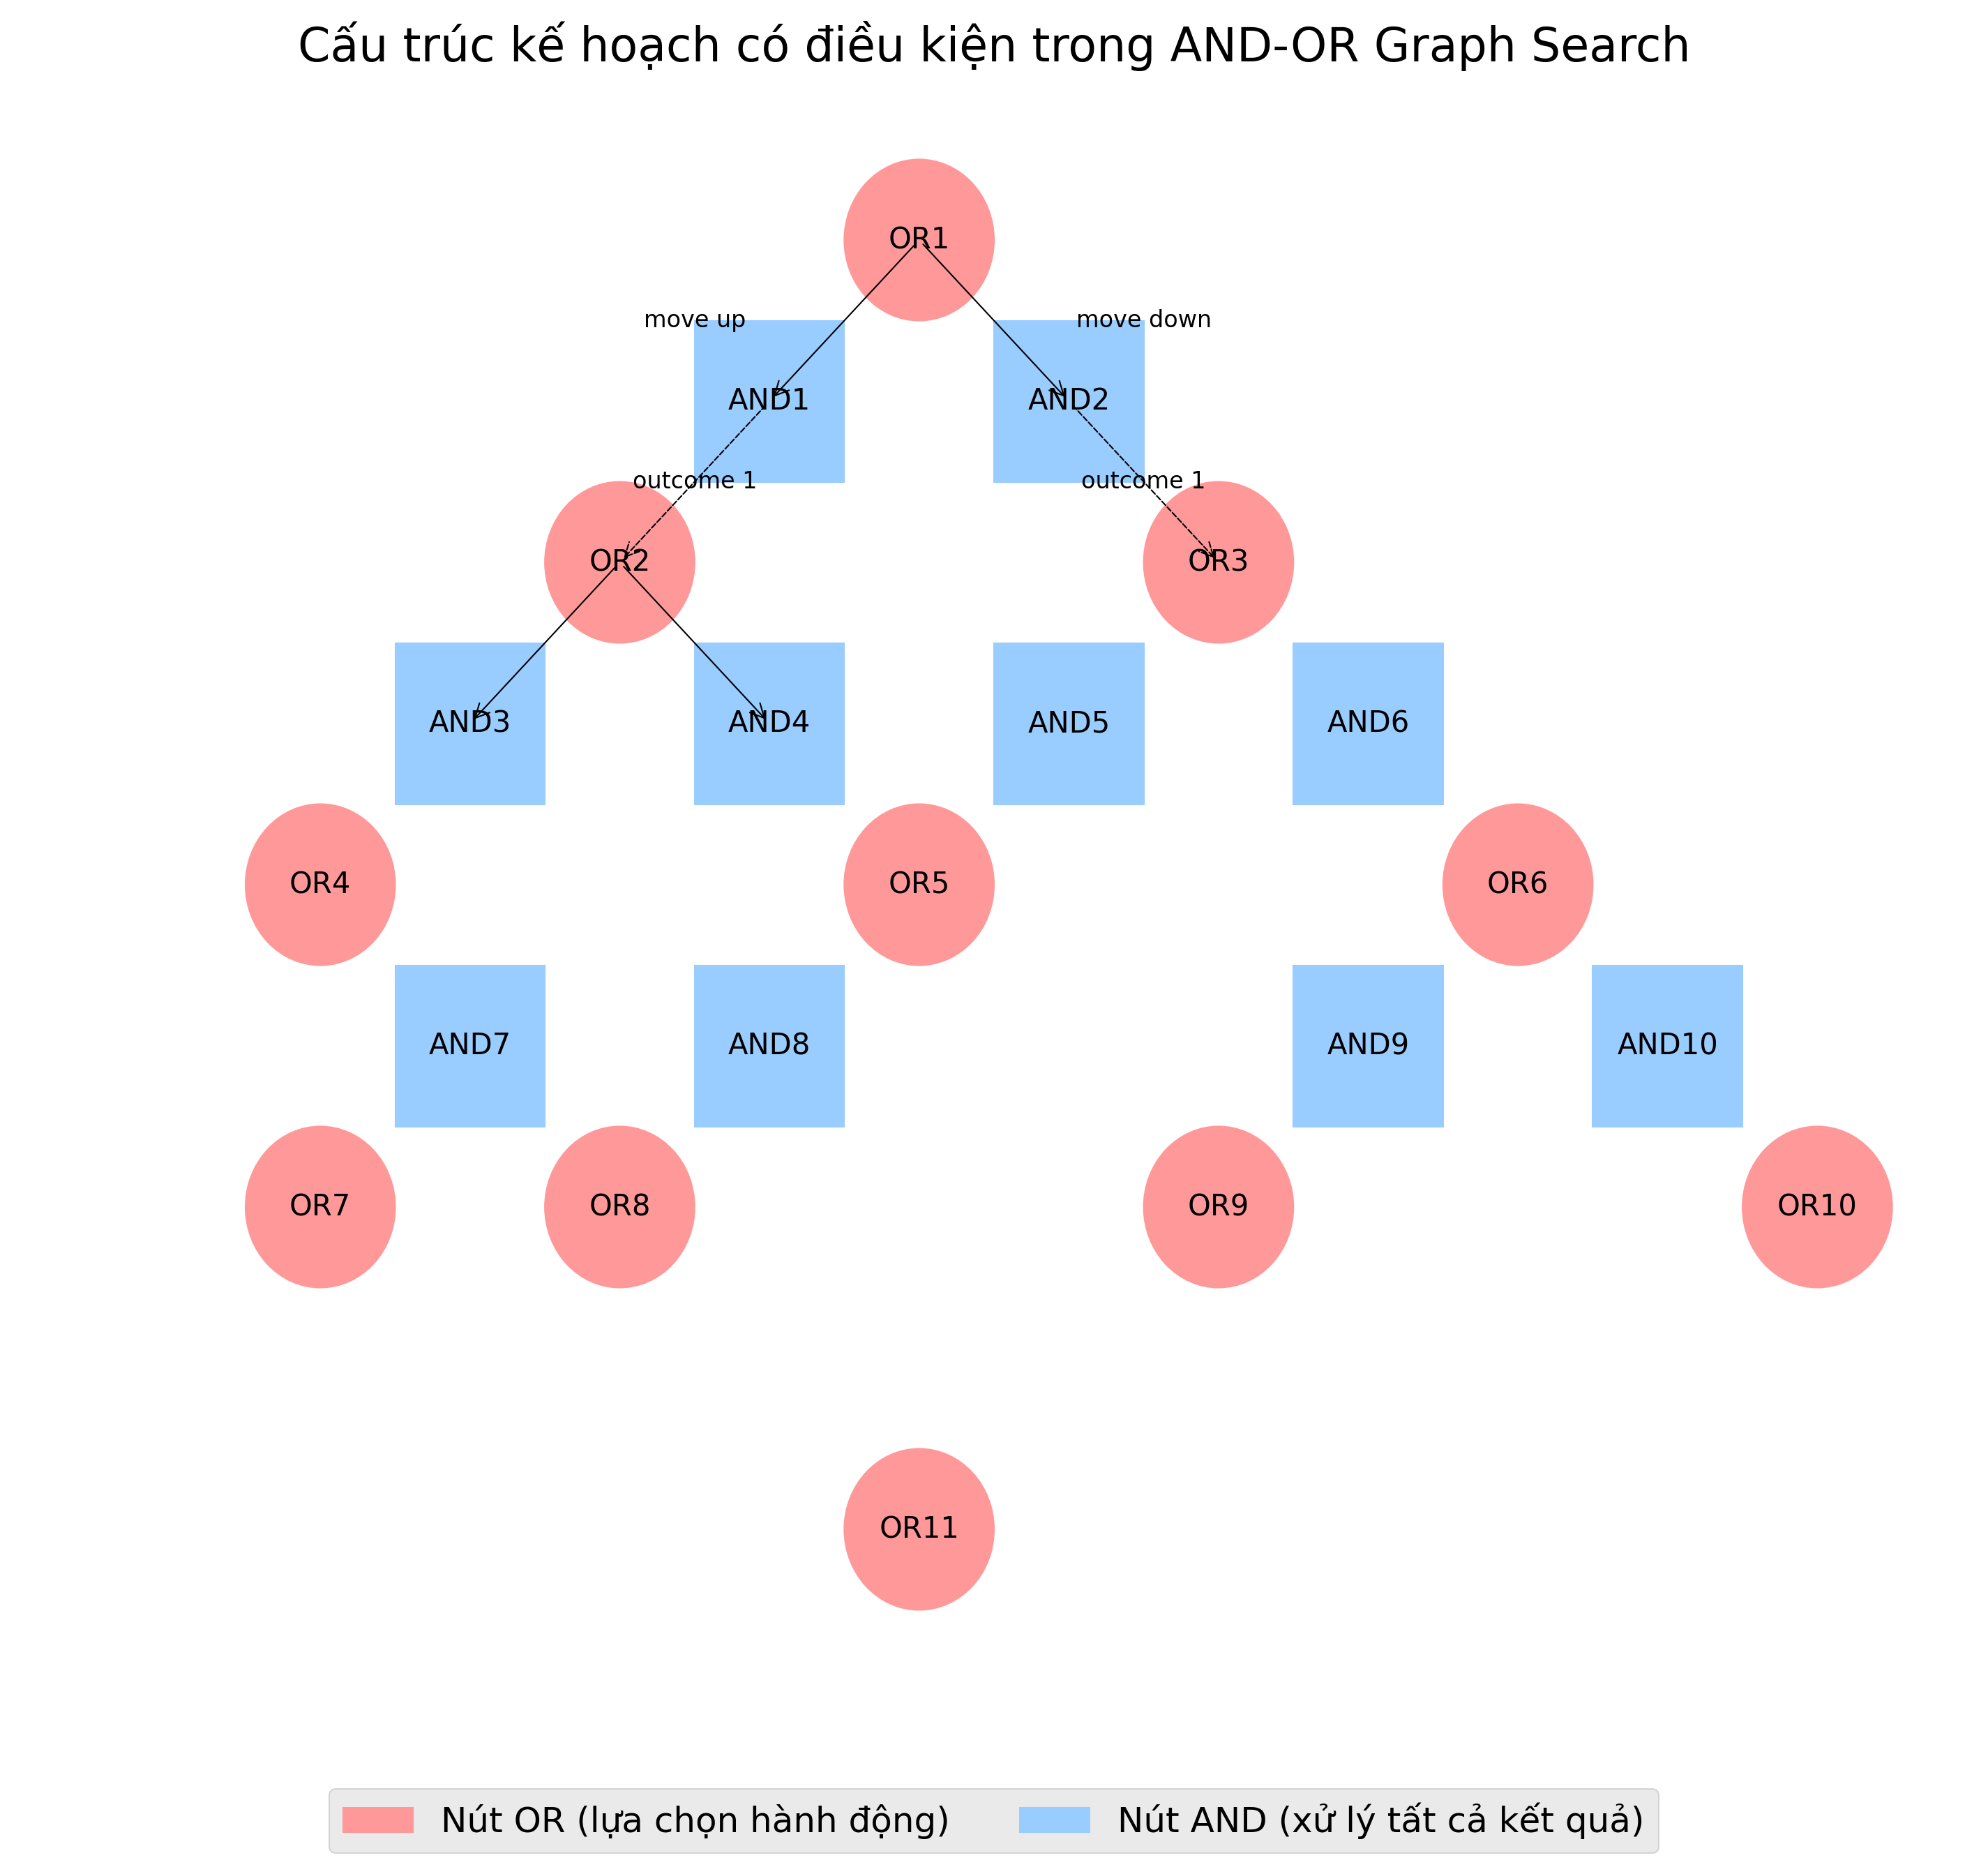 Cấu trúc kế hoạch có điều kiện trong AND-OR Graph Search
OR1
move up
move down
AND1
AND2
outcome 1
outcome 1
OR2
OR3
AND3
AND4
AND5
AND6
OR4
OR5
OR6
AND7
AND8
AND9
AND10
OR7
OR8
OR9
OR10
OR11
Nút OR (lựa chọn hành động)
Nút AND (xử lý tất cả kết quả)